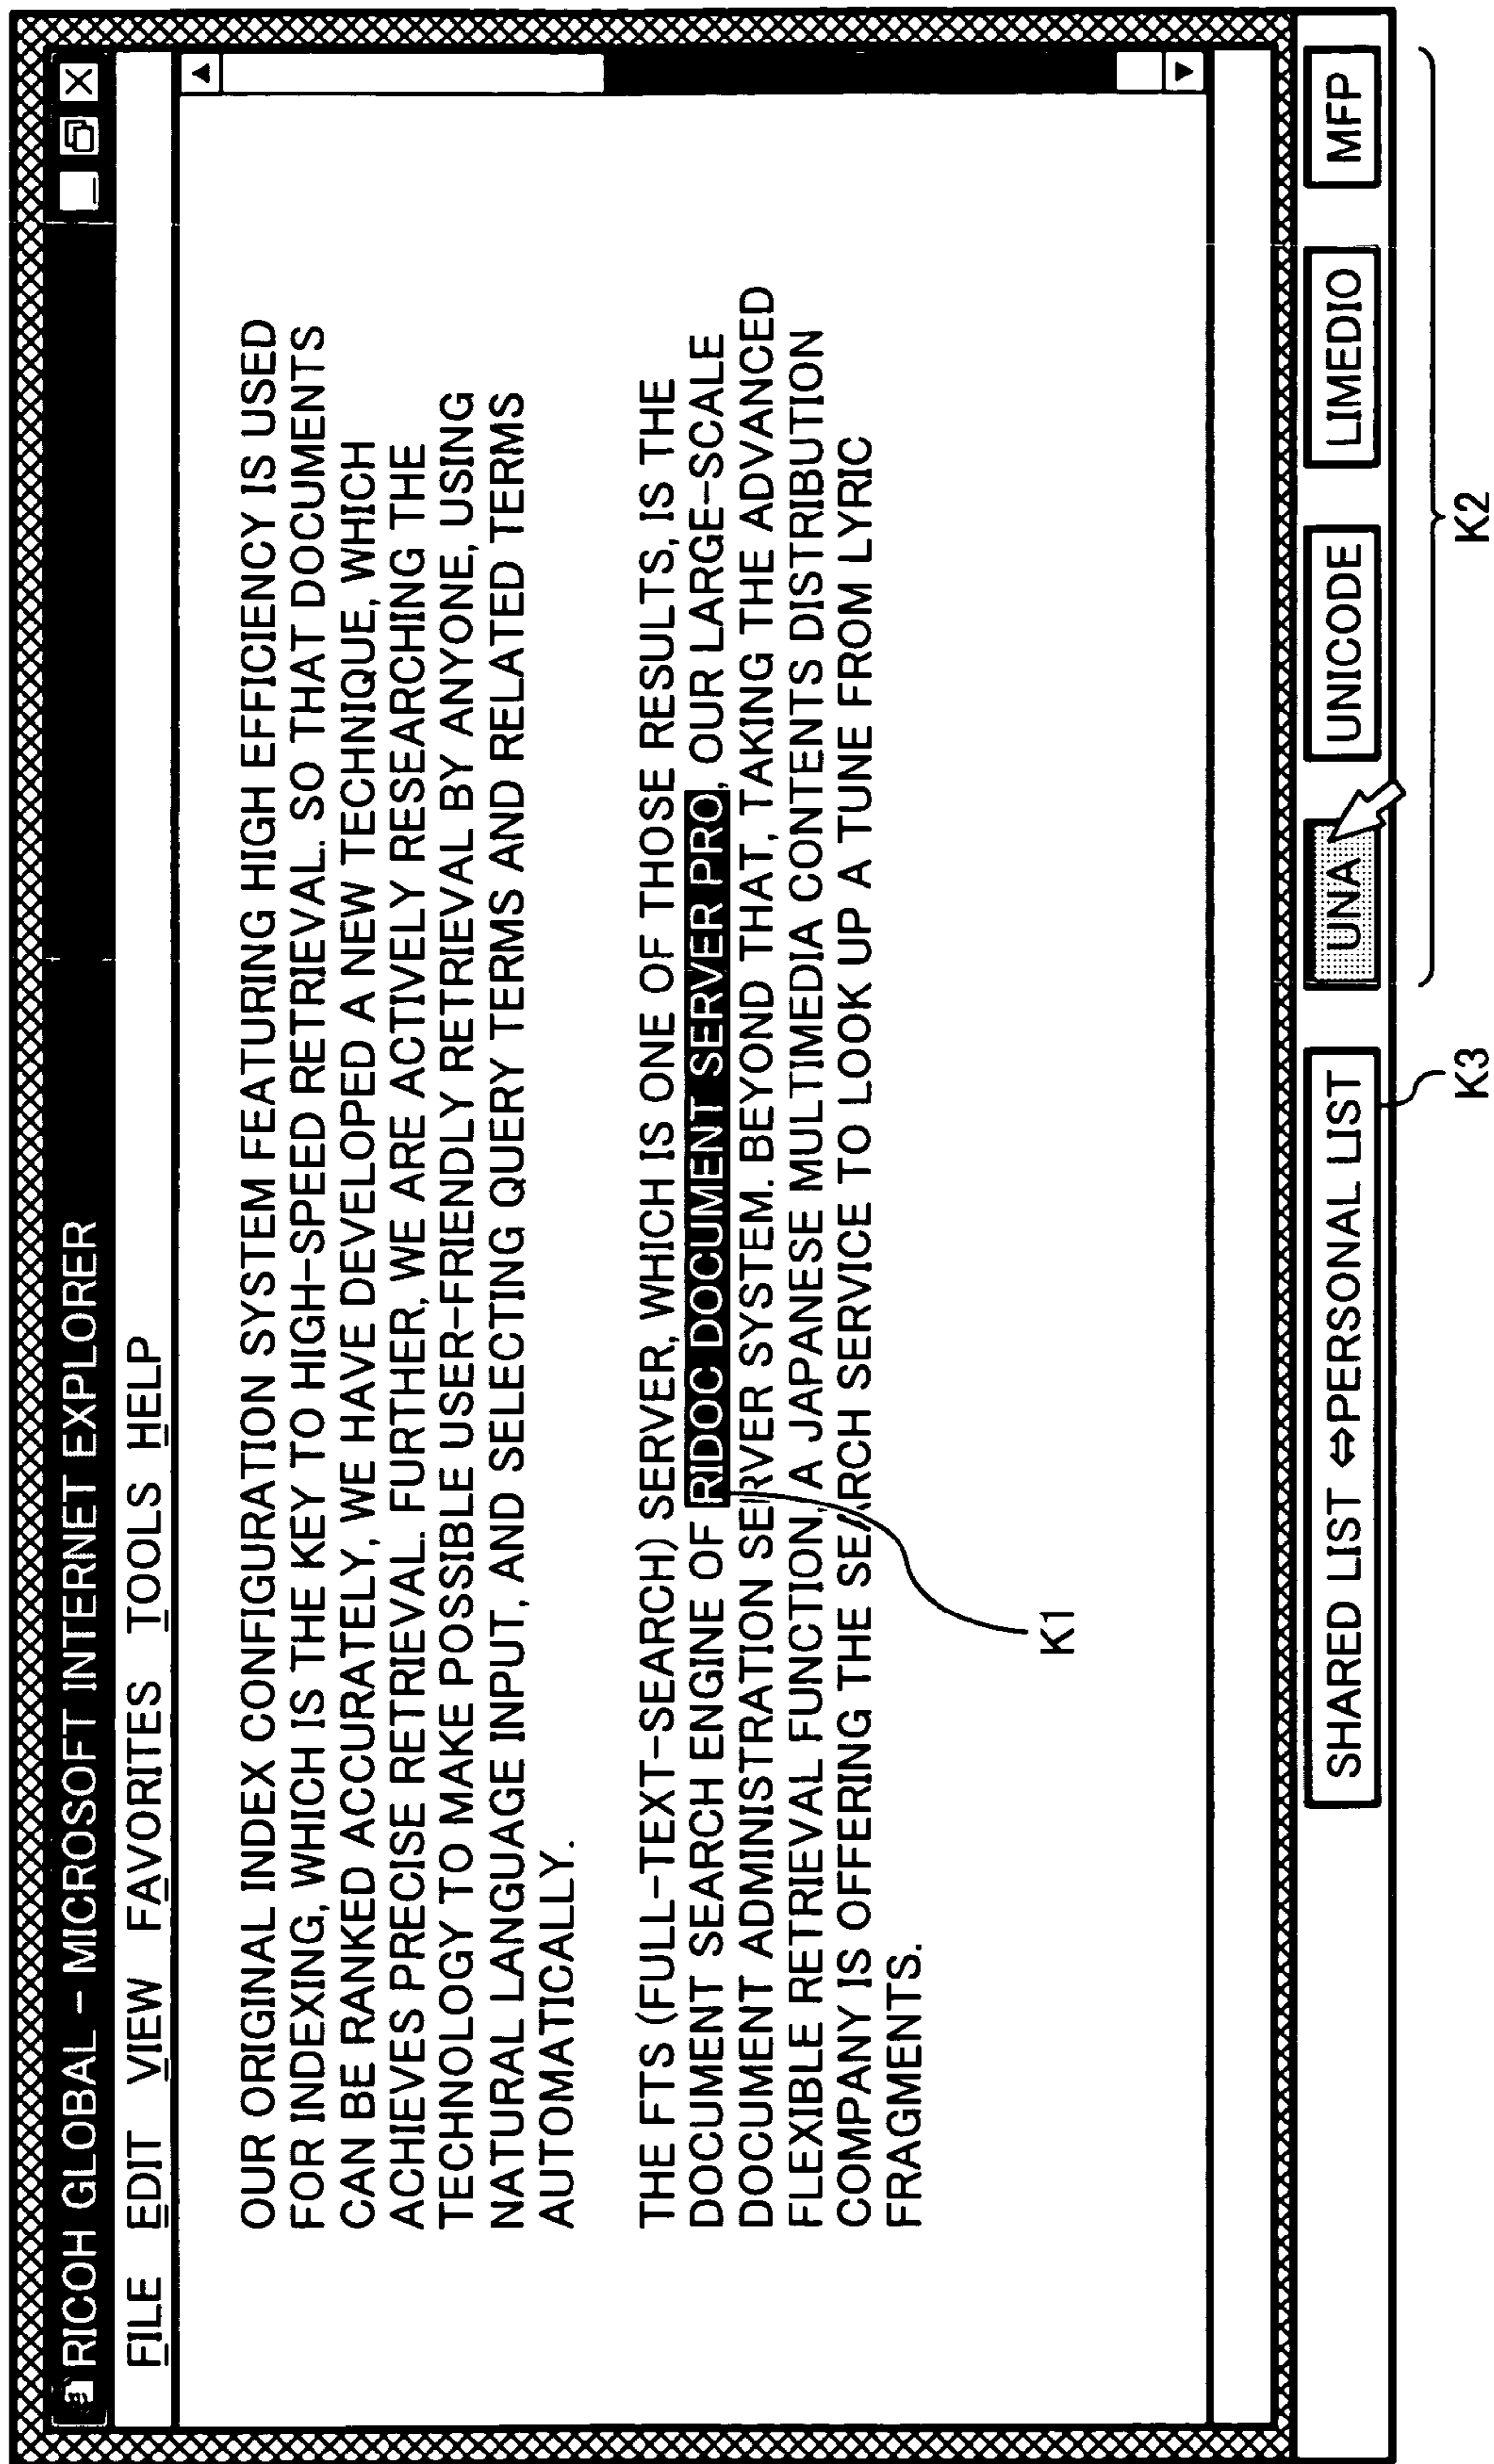 RICOH GLOBAL - MICROSOFT INTERNET EXPLORER
FILE EDIT VIEW FAVORITES TOOLS HELP
OUR ORIGINAL INDEX CONFIGURATION SYSTEM FEATURING HIGH EFFICIENCY IS USED
FOR INDEXING, WHICH IS THE KEY TO HIGH-SPEED RETRIEVAL. SO THAT DOCUMENTS
CAN BE RANKED ACCURATELY, WE HAVE DEVELOPED A NEW TECHNIQUE, WHICH
ACHIEVES PRECISE RETRIEVAL. FURTHER, WE ARE ACTIVELY RESEARCHING THE
TECHNOLOGY TO MAKE POSSIBLE USER-FRIENDLY RETRIEVAL BY ANYONE, USING
NATURAL LANGUAGE INPUT, AND SELECTING QUERY TERMS AND RELATED TERMS
AUTOMATICALLY.
THE FTS (FULL-TEXT-SEARCH) SERVER, WHICH IS ONE OF THOSE RESULTS, IS THE
DOCUMENT SEARCH ENGINE OF RIDOC DOCUMENT SERVER PRO, OUR LARGE-SCALE
DOCUMENT ADMINISTRATION SERVER SYSTEM. BEYOND THAT, TAKING THE ADVANCED
FLEXIBLE RETRIEVAL FUNCTION, A JAPANESE MULTIMEDIA CONTENTS DISTRIBUTION
COMPANY IS OFFERING THE SEARCH SERVICE TO LOOK UP A TUNE FROM LYRIC
FRAGMENTS.
K1
SHARED LIST ⇔PERSONAL LIST UNA UNICODE LIMEDIO MFP
K3 K2